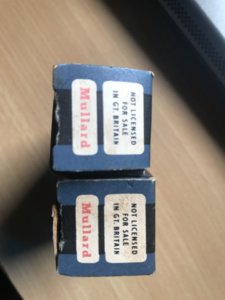 NOT LICENSED
FOR SALE
IN GT. BRITAIN
Mullard
NOT LICENSED
FOR SALE
IN GT. BRITAIN
Mullard